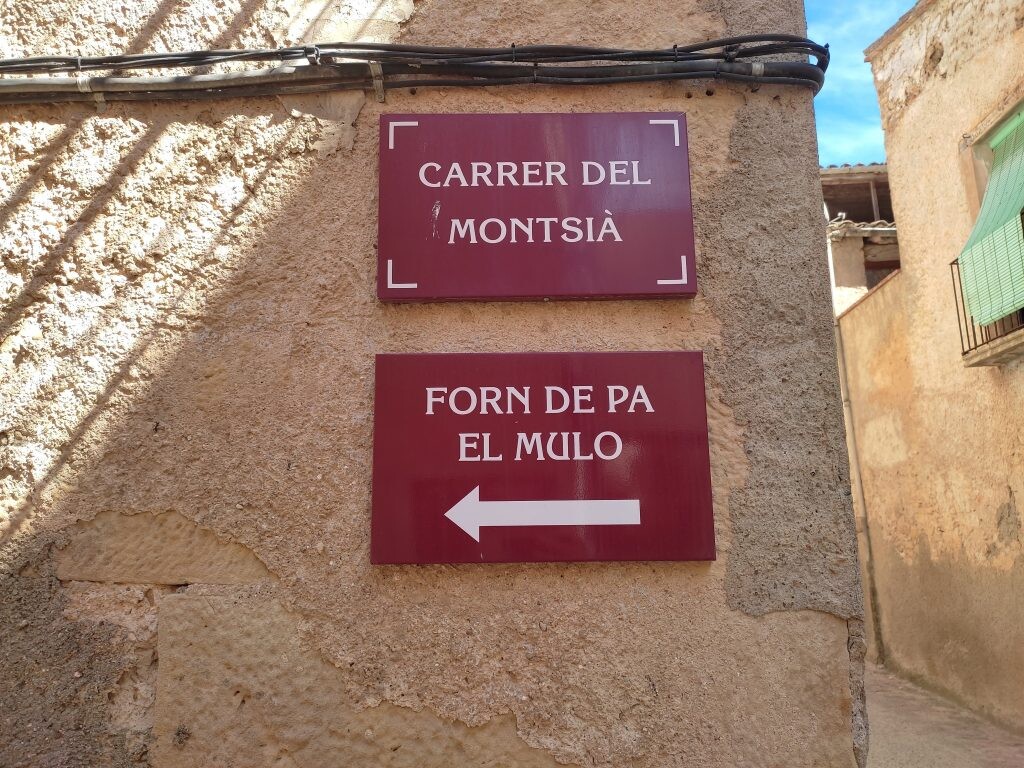 CARRER DEL
MONTSIÀ
FORN DE PA
EL MULO